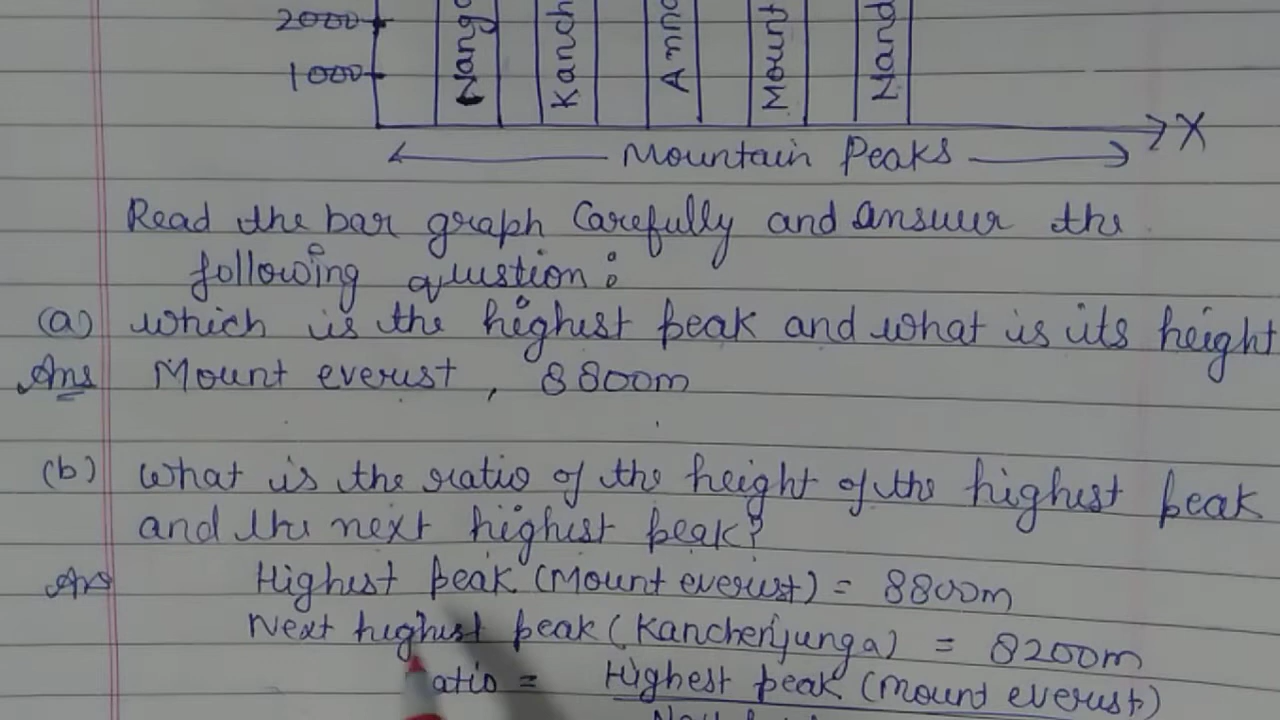 2000
1000
Nang Kanch Anna Mount Nand
X
Mountain Peaks
Read the bar graph Carefully and answer the
following question:
(a) which is the highest peak and what is its height
Ans Mount everest, 8800m
(b) What is the ratio of the height of the highest peak
and the next highest peak?
Ans Highest peak (Mount everest) = 8800m
Next highest peak (Kanchenjunga) = 8200m
atio = Highest peak (Mount everest)